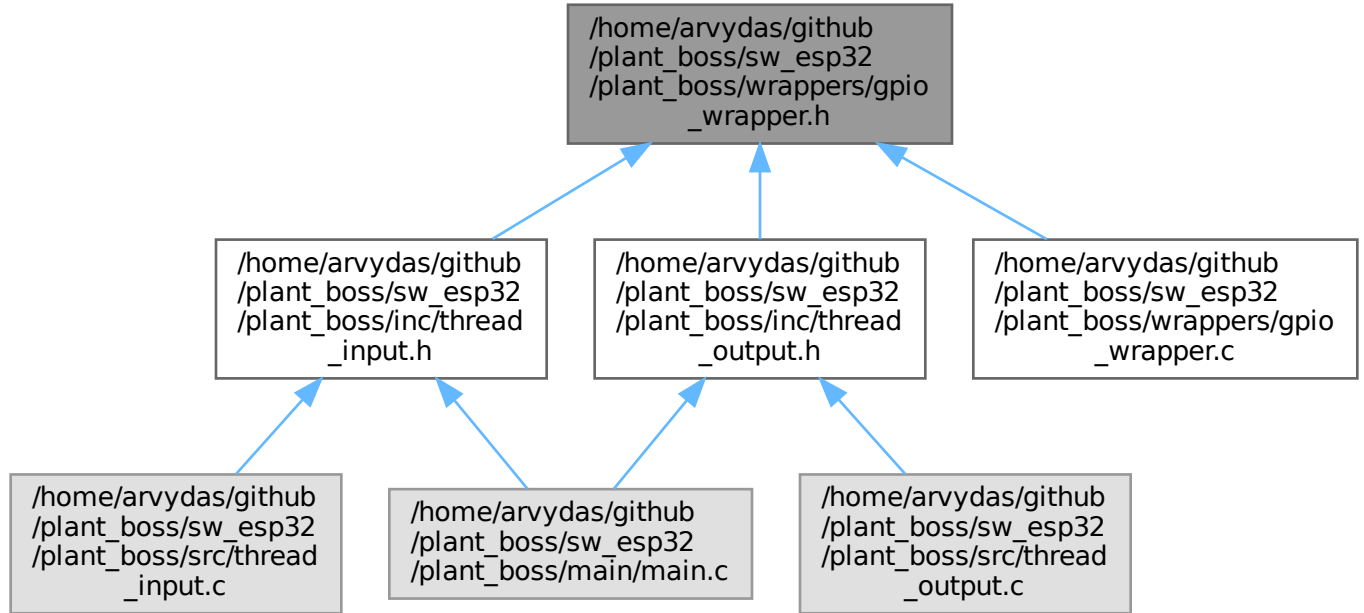 /home/arvydas/github
/plant_boss/sw_esp32
/plant_boss/wrappers/gpio
_wrapper.h
/home/arvydas/github
/plant_boss/sw_esp32
/plant_boss/inc/thread
_input.h
/home/arvydas/github
/plant_boss/sw_esp32
/plant_boss/inc/thread
_output.h
/home/arvydas/github
/plant_boss/sw_esp32
/plant_boss/wrappers/gpio
_wrapper.c
/home/arvydas/github
/plant_boss/sw_esp32
/plant_boss/src/thread
_input.c
/home/arvydas/github
/plant_boss/sw_esp32
/plant_boss/main/main.c
/home/arvydas/github
/plant_boss/sw_esp32
/plant_boss/src/thread
_output.c